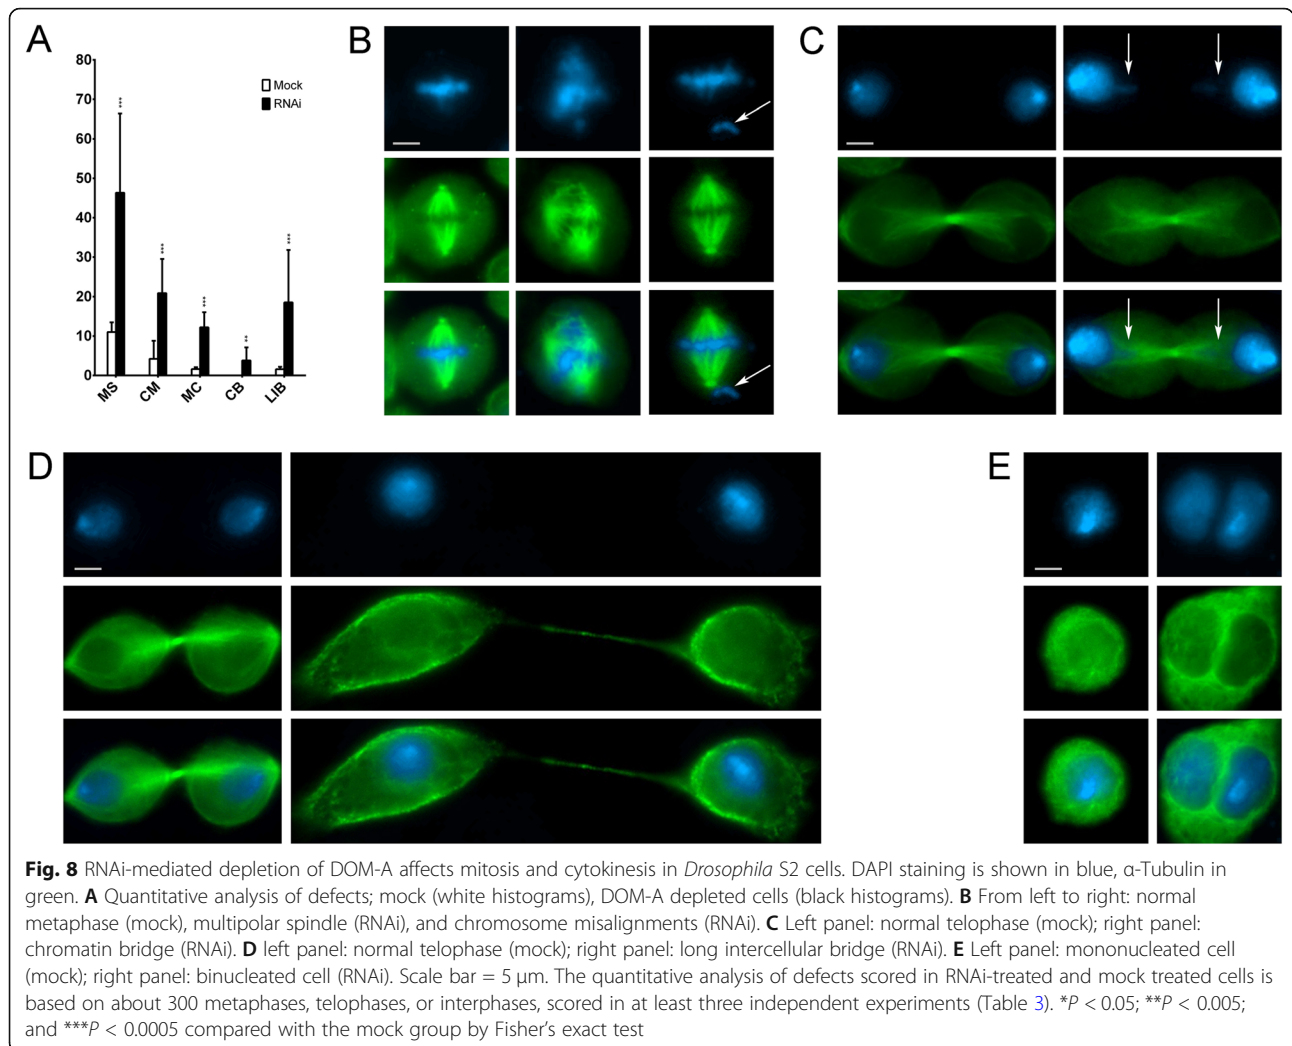 A
80
70
60
50
40
30
20
10
0
Mock
RNAi
***
***
***
**
***
MS
CM
MC
CB
LIB
B
C
D
E
Fig. 8 RNAi-mediated depletion of DOM-A affects mitosis and cytokinesis in Drosophila S2 cells. DAPI staining is shown in blue, α-Tubulin in
green. A Quantitative analysis of defects; mock (white histograms), DOM-A depleted cells (black histograms). B From left to right: normal
metaphase (mock), multipolar spindle (RNAi), and chromosome misalignments (RNAi). C Left panel: normal telophase (mock); right panel:
chromatin bridge (RNAi). D left panel: normal telophase (mock); right panel: long intercellular bridge (RNAi). E Left panel: mononucleated cell
(mock); right panel: binucleated cell (RNAi). Scale bar = 5 μm. The quantitative analysis of defects scored in RNAi-treated and mock treated cells is
based on about 300 metaphases, telophases, or interphases, scored in at least three independent experiments (Table 3). *P < 0.05; **P < 0.005;
and ***P < 0.0005 compared with the mock group by Fisher's exact test